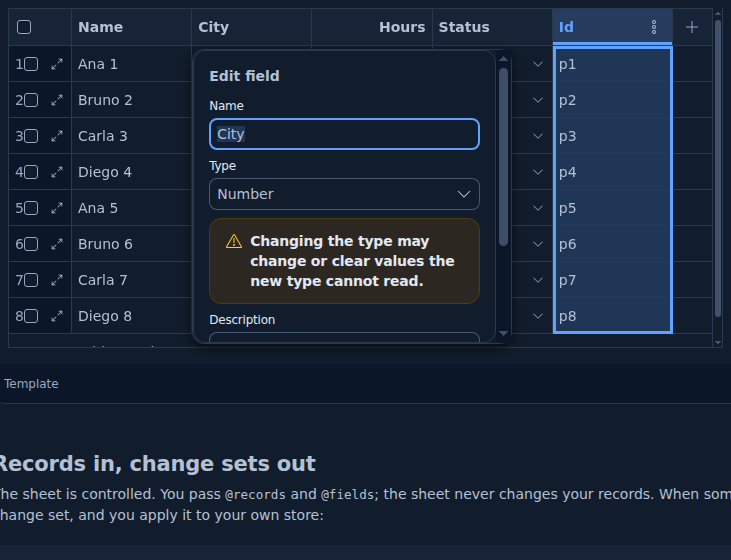 Name City Hours Status Id
1 Ana 1 p1
2 Bruno 2 p2
3 Carla 3 p3
4 Diego 4 p4
5 Ana 5 p5
6 Bruno 6 p6
7 Carla 7 p7
8 Diego 8 p8
Edit field
Name
City
Type
Number
Changing the type may
change or clear values the
new type cannot read.
Description
Template
Records in, change sets out
The sheet is controlled. You pass @records and @fields; the sheet never changes your records. When som
hange set, and you apply it to your own store: